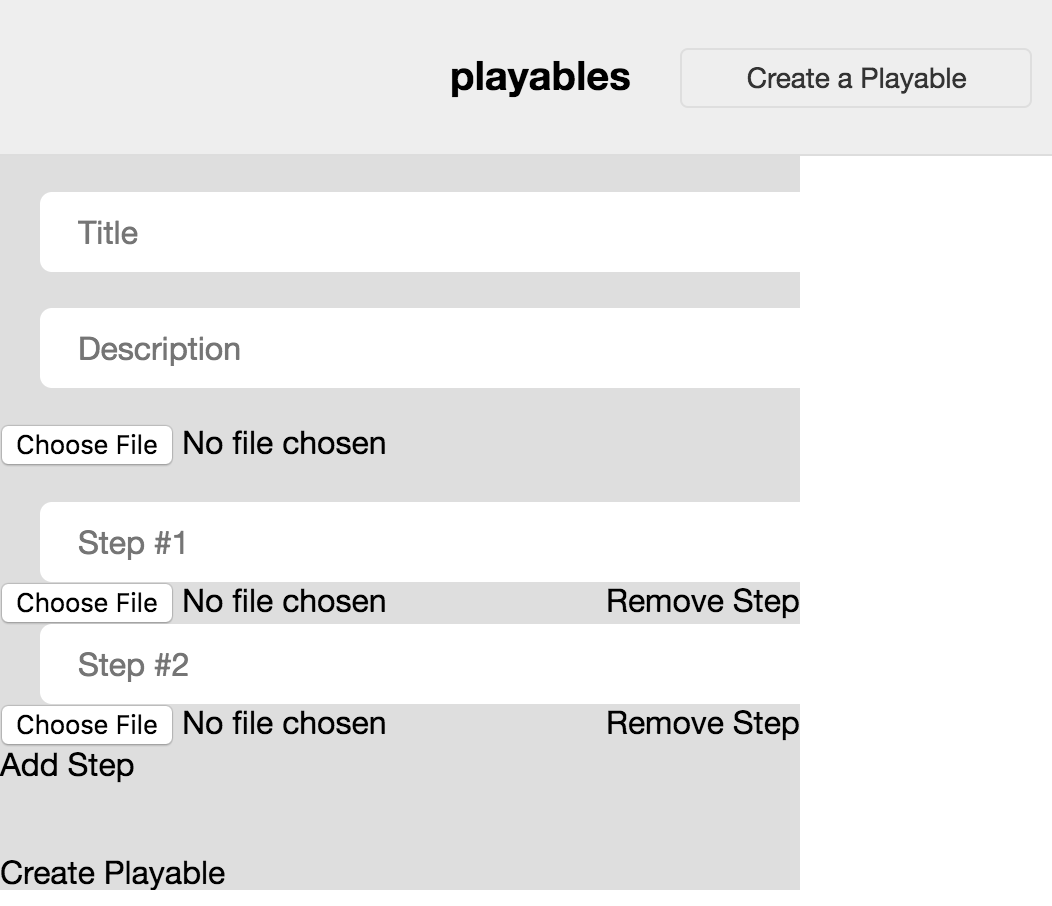 playables Create a Playable
Title
Description
Choose File No file chosen
Step #1
Choose File No file chosen Remove Step
Step #2
Choose File No file chosen Remove Step
Add Step
Create Playable